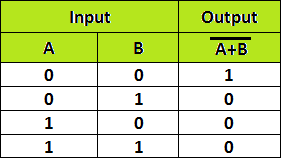 Input Output
A B A̅+̅B̅
0 0 1
0 1 0
1 0 0
1 1 0